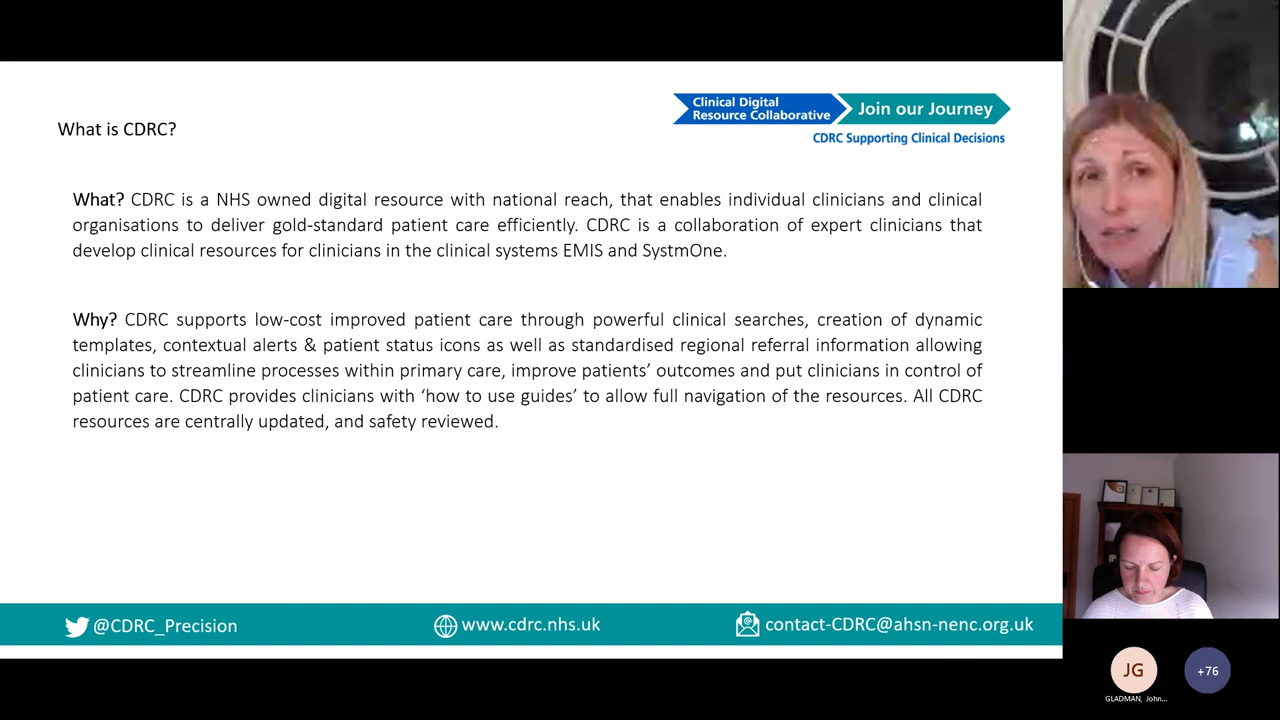 What is CDRC?
Clinical Digital
Resource Collaborative
Join our Journey
CDRC Supporting Clinical Decisions
What? CDRC is a NHS owned digital resource with national reach, that enables individual clinicians and clinical
organisations to deliver gold-standard patient care efficiently. CDRC is a collaboration of expert clinicians that
develop clinical resources for clinicians in the clinical systems EMIS and SystmOne.
Why? CDRC supports low-cost improved patient care through powerful clinical searches, creation of dynamic
templates, contextual alerts & patient status icons as well as standardised regional referral information allowing
clinicians to streamline processes within primary care, improve patients’ outcomes and put clinicians in control of
patient care. CDRC provides clinicians with ‘how to use guides’ to allow full navigation of the resources. All CDRC
resources are centrally updated, and safety reviewed.
@CDRC_Precision
www.cdrc.nhs.uk
contact-CDRC@ahsn-nenc.org.uk
JG
+76
GLADMAN, John...